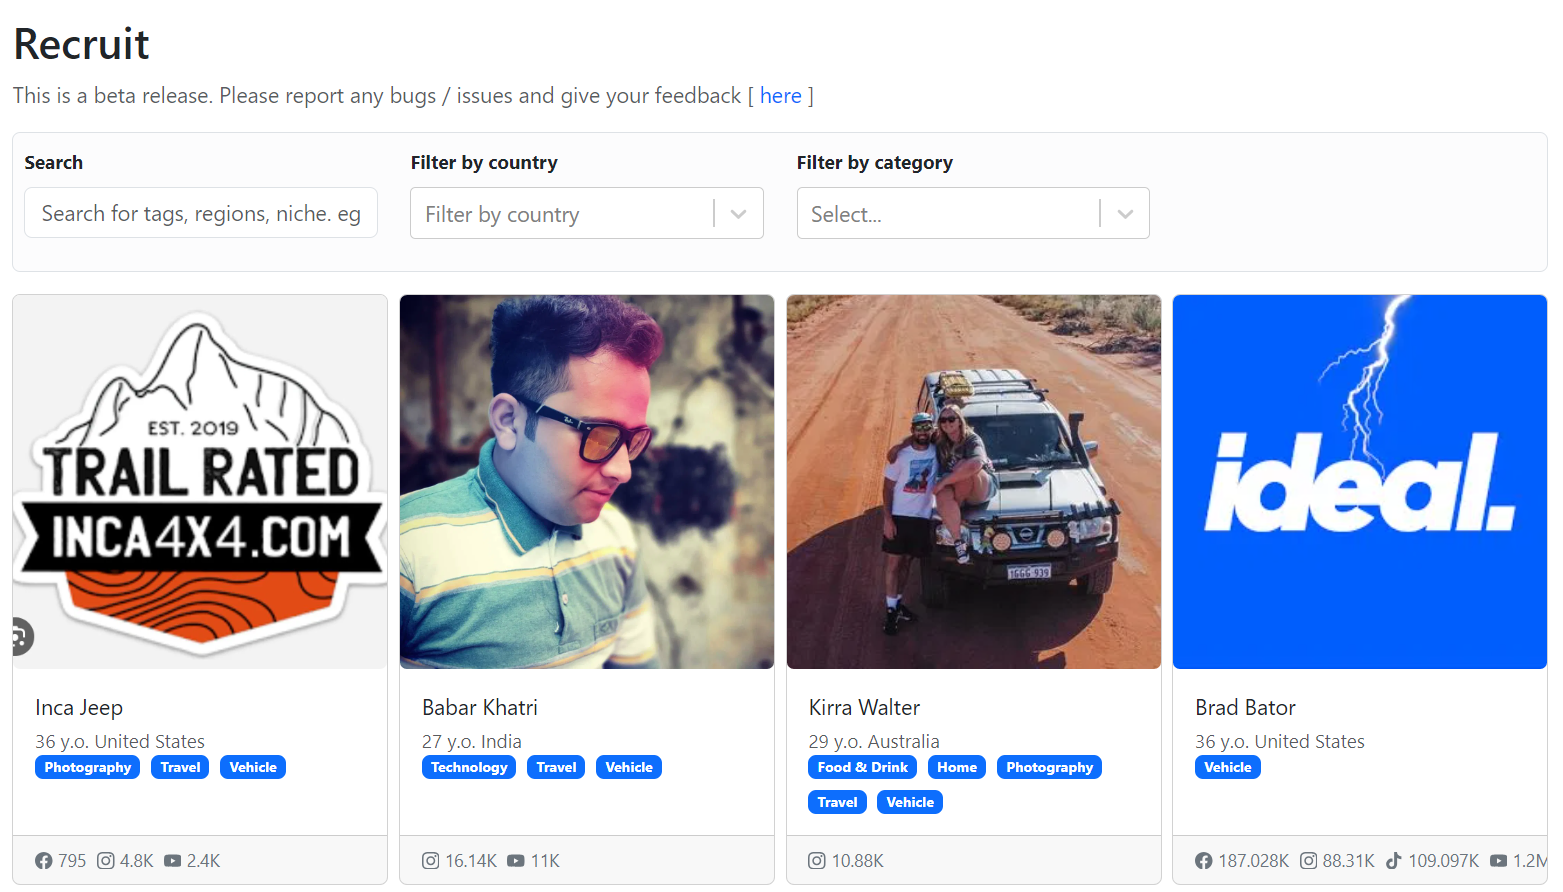 Recruit
This is a beta release. Please report any bugs / issues and give your feedback [ here ]
Search
Filter by country
Filter by category
Search for tags, regions, niche. eg
Filter by country
Select...
EST. 2019
TRAIL RATED
INCA4X4.COM
1GGG 939
ideal.
Inca Jeep
36 y.o. United States
Photography Travel Vehicle
Babar Khatri
27 y.o. India
Technology Travel Vehicle
Kirra Walter
29 y.o. Australia
Food & Drink Home Photography
Travel Vehicle
Brad Bator
36 y.o. United States
Vehicle
795 4.8K 2.4K
16.14K 11K
10.88K
187.028K 88.31K 109.097K 1.2M